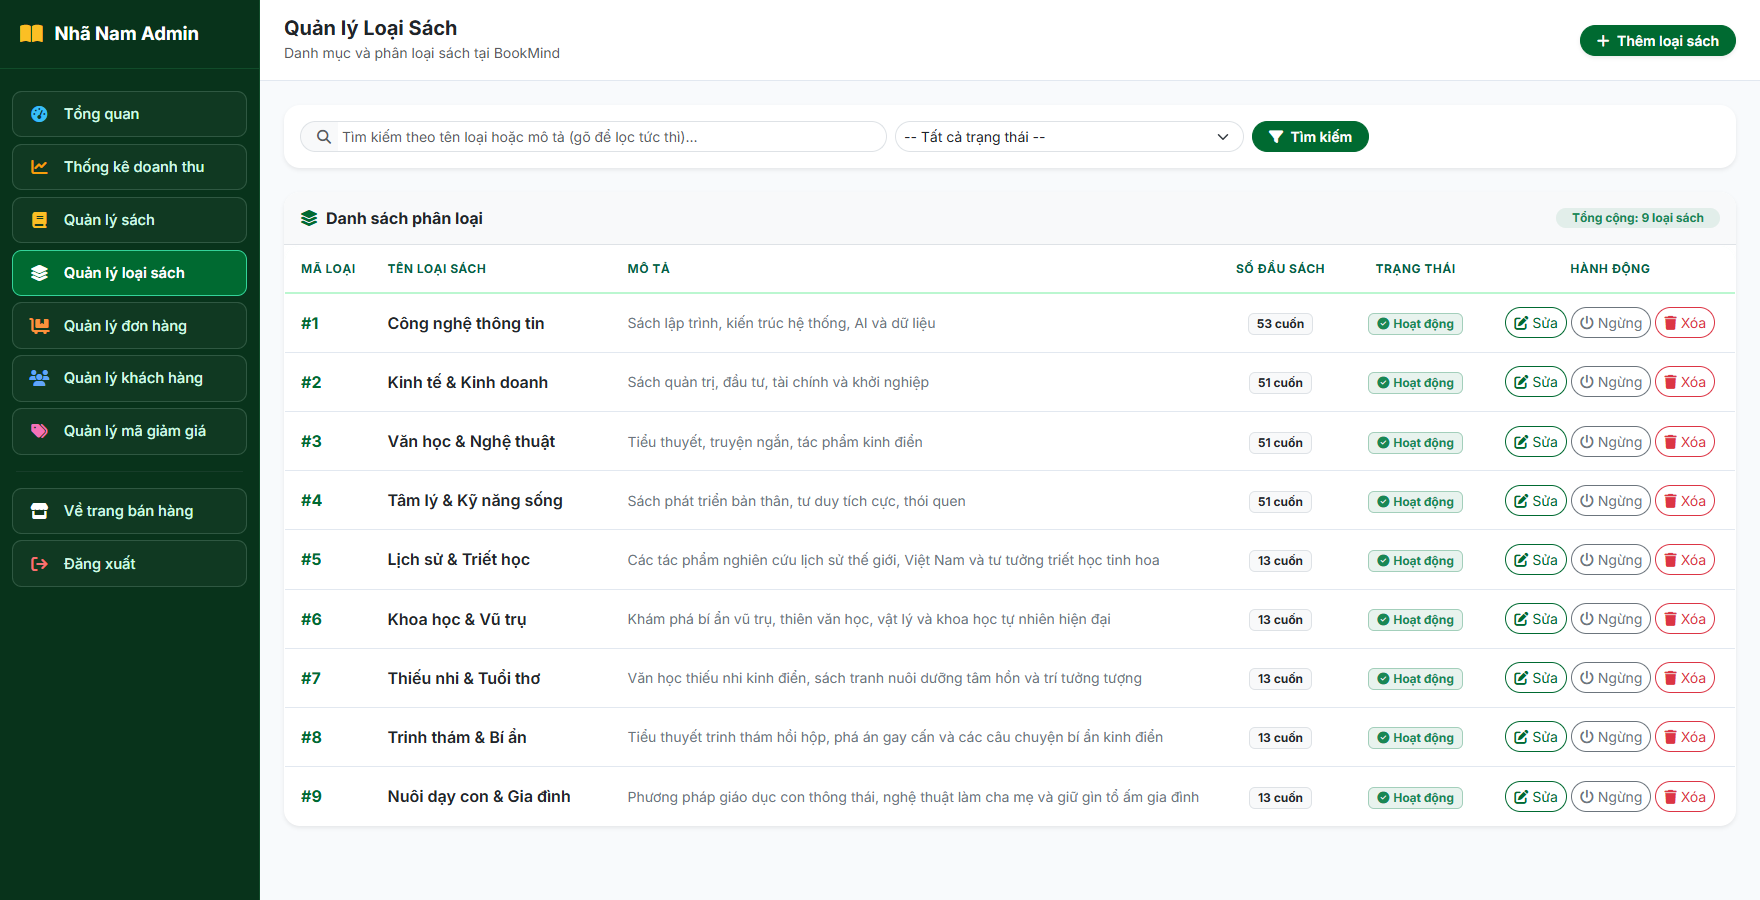 Nhã Nam Admin
Tổng quan
Thống kê doanh thu
Quản lý sách
Quản lý loại sách
Quản lý đơn hàng
Quản lý khách hàng
Quản lý mã giảm giá
Về trang bán hàng
Đăng xuất
Quản lý Loại Sách
Danh mục và phân loại sách tại BookMind
+ Thêm loại sách
Tìm kiếm theo tên loại hoặc mô tả (gõ để lọc tức thì)...
-- Tất cả trạng thái --
Tìm kiếm
Danh sách phân loại
Tổng cộng: 9 loại sách
MÃ LOẠI TÊN LOẠI SÁCH MÔ TẢ SỐ ĐẦU SÁCH TRẠNG THÁI HÀNH ĐỘNG
#1 Công nghệ thông tin Sách lập trình, kiến trúc hệ thống, AI và dữ liệu 53 cuốn Hoạt động Sửa Ngừng Xóa
#2 Kinh tế & Kinh doanh Sách quản trị, đầu tư, tài chính và khởi nghiệp 51 cuốn Hoạt động Sửa Ngừng Xóa
#3 Văn học & Nghệ thuật Tiểu thuyết, truyện ngắn, tác phẩm kinh điển 51 cuốn Hoạt động Sửa Ngừng Xóa
#4 Tâm lý & Kỹ năng sống Sách phát triển bản thân, tư duy tích cực, thói quen 51 cuốn Hoạt động Sửa Ngừng Xóa
#5 Lịch sử & Triết học Các tác phẩm nghiên cứu lịch sử thế giới, Việt Nam và tư tưởng triết học tinh hoa 13 cuốn Hoạt động Sửa Ngừng Xóa
#6 Khoa học & Vũ trụ Khám phá bí ẩn vũ trụ, thiên văn học, vật lý và khoa học tự nhiên hiện đại 13 cuốn Hoạt động Sửa Ngừng Xóa
#7 Thiếu nhi & Tuổi thơ Văn học thiếu nhi kinh điển, sách tranh nuôi dưỡng tâm hồn và trí tưởng tượng 13 cuốn Hoạt động Sửa Ngừng Xóa
#8 Trinh thám & Bí ẩn Tiểu thuyết trinh thám hồi hộp, phá án gay cấn và các câu chuyện bí ẩn kinh điển 13 cuốn Hoạt động Sửa Ngừng Xóa
#9 Nuôi dạy con & Gia đình Phương pháp giáo dục con thông thái, nghệ thuật làm cha mẹ và giữ gìn tổ ấm gia đình 13 cuốn Hoạt động Sửa Ngừng Xóa